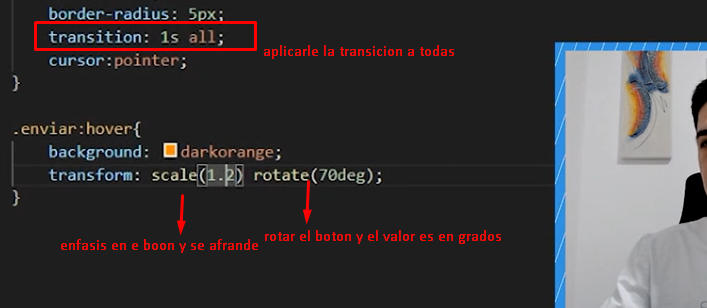 border-radius: 5px;
transition: 1s all;
aplicarle la transicion a todas
cursor:pointer;
}
.enviar:hover{
background: darkorange;
transform: scale(1.2) rotate(70deg);
}
enfasis en e boon y se afrande
rotar el boton y el valor es en grados